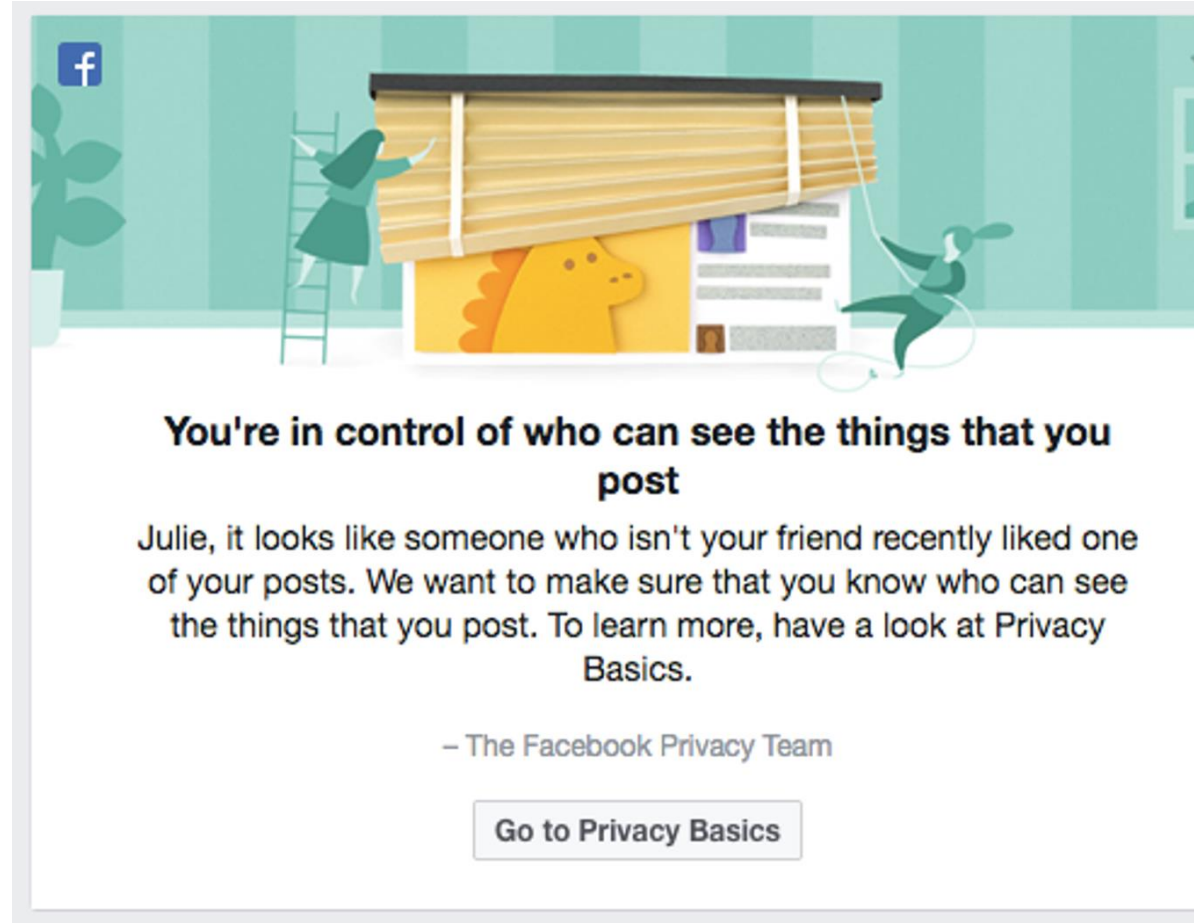 f
You're in control of who can see the things that you
post
Julie, it looks like someone who isn't your friend recently liked one
of your posts. We want to make sure that you know who can see
the things that you post. To learn more, have a look at Privacy
Basics.
– The Facebook Privacy Team
Go to Privacy Basics